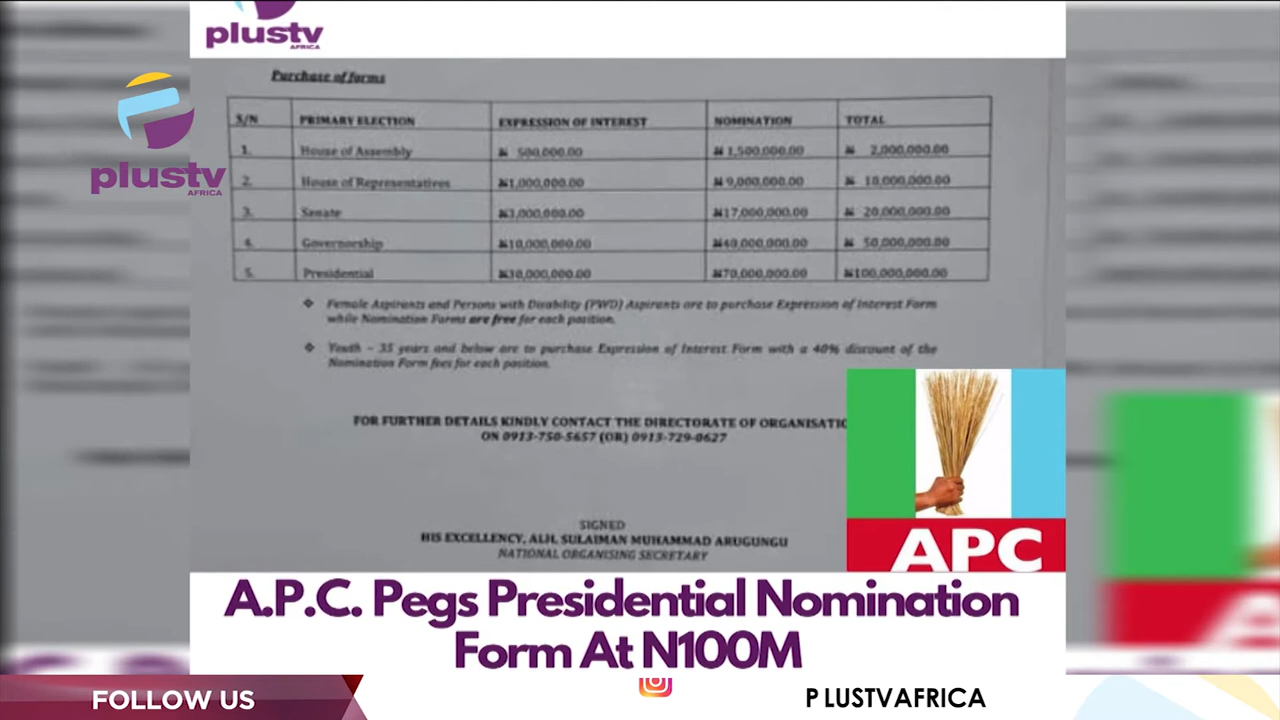 plustv
AFRICA
plustv
AFRICA
Purchase of forms
S/N PRIMARY ELECTION EXPRESSION OF INTEREST NOMINATION TOTAL
1. House of Assembly ₦ 500,000.00 ₦ 1,500,000.00 ₦ 2,000,000.00
2. House of Representatives ₦1,000,000.00 ₦ 9,000,000.00 ₦ 10,000,000.00
3. Senate ₦3,000,000.00 ₦17,000,000.00 ₦ 20,000,000.00
4. Governorship ₦10,000,000.00 ₦40,000,000.00 ₦ 50,000,000.00
5. Presidential ₦30,000,000.00 ₦70,000,000.00 ₦100,000,000.00
❖ Female Aspirants and Persons with Disability (PWD) Aspirants are to purchase Expression of Interest Form
while Nomination Forms are free for each position.
❖ Youth – 35 years and below are to purchase Expression of Interest Form with a 40% discount of the
Nomination Form fees for each position.
FOR FURTHER DETAILS KINDLY CONTACT THE DIRECTORATE OF ORGANISATIO
ON 0913-750-5657 (OR) 0913-729-0627
SIGNED
HIS EXCELLENCY, ALH. SULAIMAN MUHAMMAD ARUGUNGU
NATIONAL ORGANISING SECRETARY
APC
A.P.C. Pegs Presidential Nomination
Form At N100M
FOLLOW US
PLUSTVAFRICA